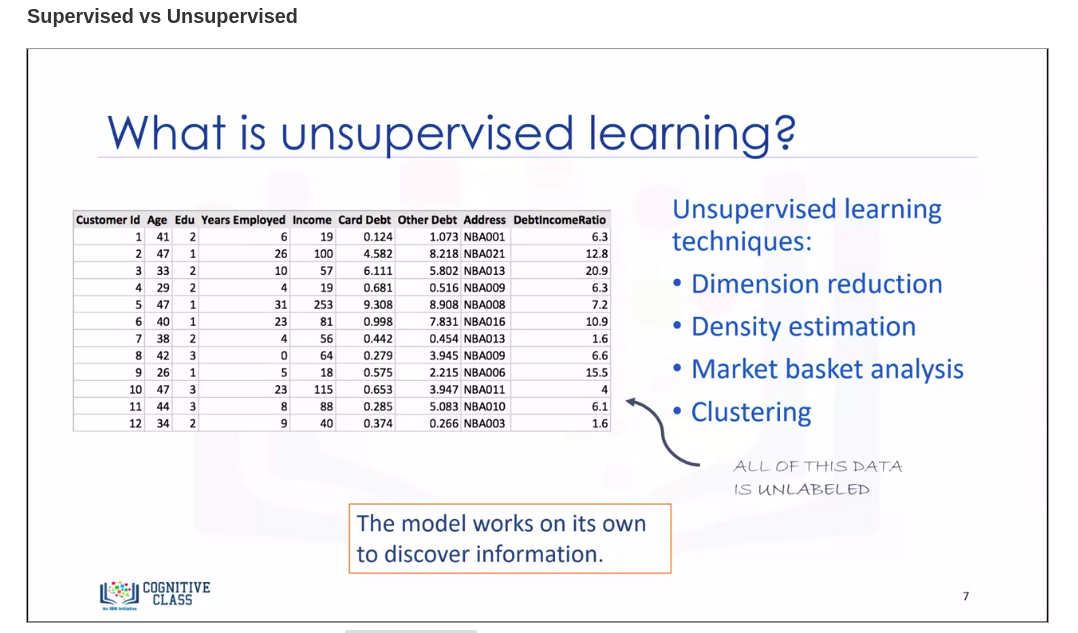 Supervised vs Unsupervised
What is unsupervised learning?
Customer Id Age Edu Years Employed Income Card Debt Other Debt Address DebtIncomeRatio
1 41 2 6 19 0.124 1.073 NBA001 6.3
2 47 1 26 100 4.582 8.218 NBA021 12.8
3 33 2 10 57 6.111 5.802 NBA013 20.9
4 29 2 4 19 0.681 0.516 NBA009 6.3
5 47 1 31 253 9.308 8.908 NBA008 7.2
6 40 1 23 81 0.998 7.831 NBA016 10.9
7 38 2 4 56 0.442 0.454 NBA013 1.6
8 42 3 0 64 0.279 3.945 NBA009 6.6
9 26 1 5 18 0.575 2.215 NBA006 15.5
10 47 3 23 115 0.653 3.947 NBA011 4
11 44 3 8 88 0.285 5.083 NBA010 6.1
12 34 2 9 40 0.374 0.266 NBA003 1.6
Unsupervised learning
techniques:
• Dimension reduction
• Density estimation
• Market basket analysis
• Clustering
ALL OF THIS DATA
IS UNLABELED
The model works on its own
to discover information.
COGNITIVE
CLASS
An IBM Initiative
7